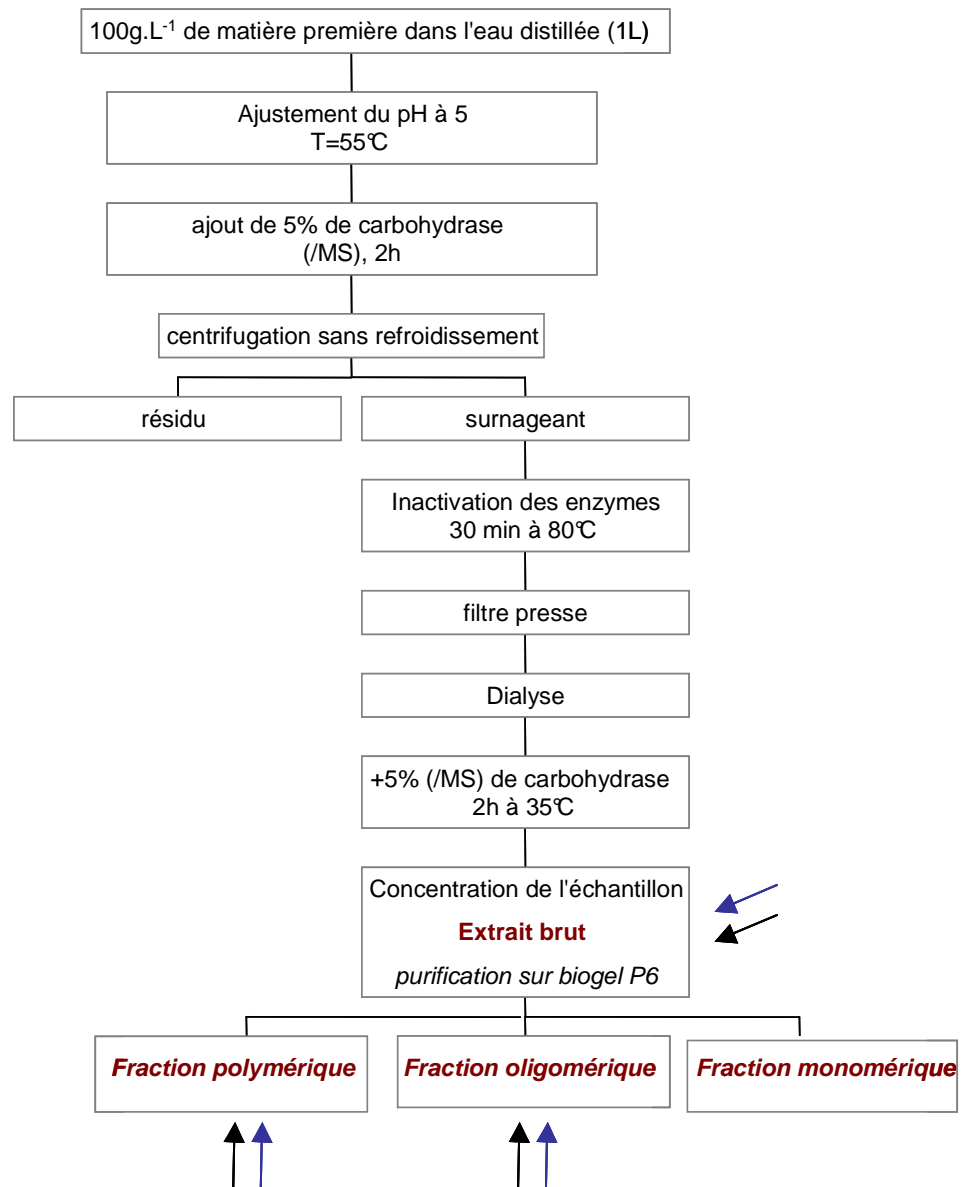 100g.L-1 de matière première dans l'eau distillée (1L)
Ajustement du pH à 5
T=55°C
ajout de 5% de carbohydrase
(/MS), 2h
centrifugation sans refroidissement
résidu
surnageant
Inactivation des enzymes
30 min à 80°C
filtre presse
Dialyse
+5% (/MS) de carbohydrase
2h à 35°C
Concentration de l'échantillon
Extrait brut
purification sur biogel P6
Fraction polymérique
Fraction oligomérique
Fraction monomérique